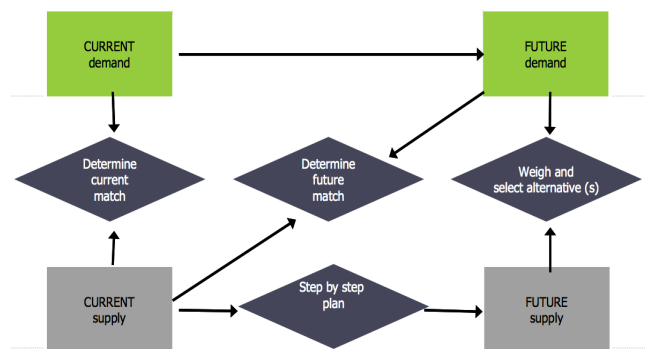 CURRENT
demand
FUTURE
demand
Determine
current
match
Determine
future
match
Weigh and
select alternative (s)
CURRENT
supply
Step by step
plan
FUTURE
supply